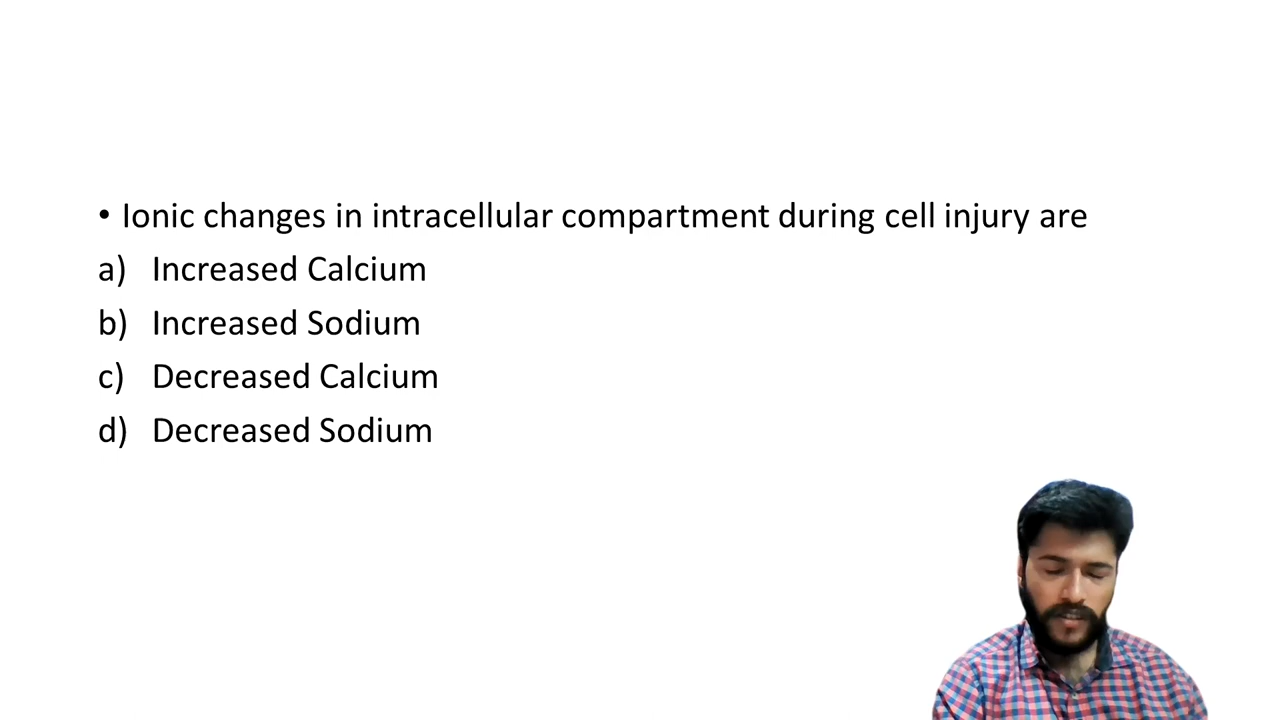 • Ionic changes in intracellular compartment during cell injury are
a) Increased Calcium
b) Increased Sodium
c) Decreased Calcium
d) Decreased Sodium